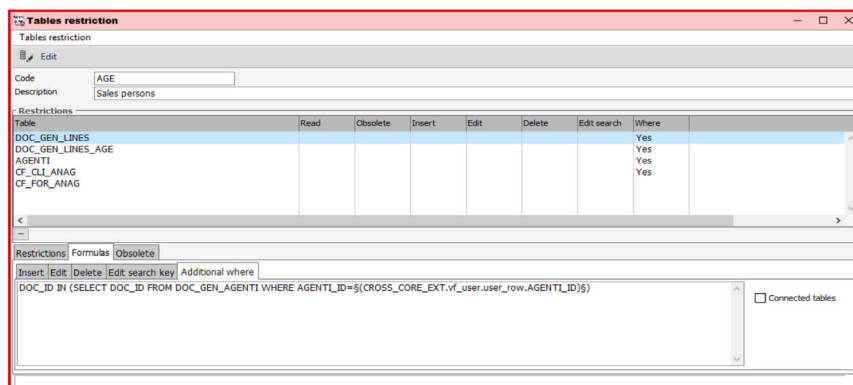 Tables restriction
Tables restriction
Edit
Code AGE
Description Sales persons
Restrictions
Table Read Obsolete Insert Edit Delete Edit search Where
DOC_GEN_LINES Yes
DOC_GEN_LINES_AGE Yes
AGENTI Yes
CF_CLI_ANAG Yes
CF_FOR_ANAG
Restrictions Formulas Obsolete
Insert Edit Delete Edit search key Additional where
DOC_ID IN (SELECT DOC_ID FROM DOC_GEN_AGENTI WHERE AGENTI_ID=§(CROSS_CORE_EXT.vf_user.user_row.AGENTI_ID)§)
Connected tables